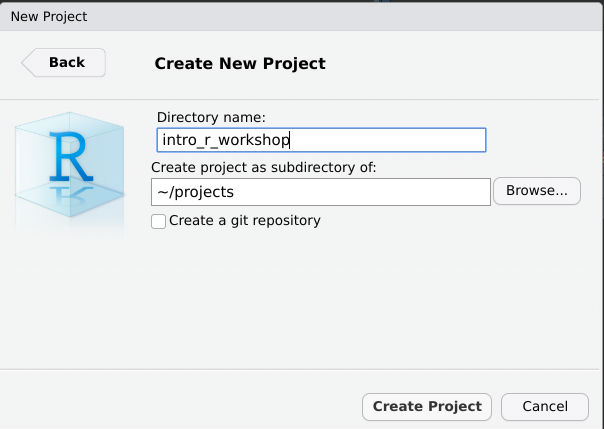 New Project
Back
Create New Project
Directory name:
intro_r_workshop
Create project as subdirectory of:
~/projects
Browse...
Create a git repository
R
Create Project
Cancel